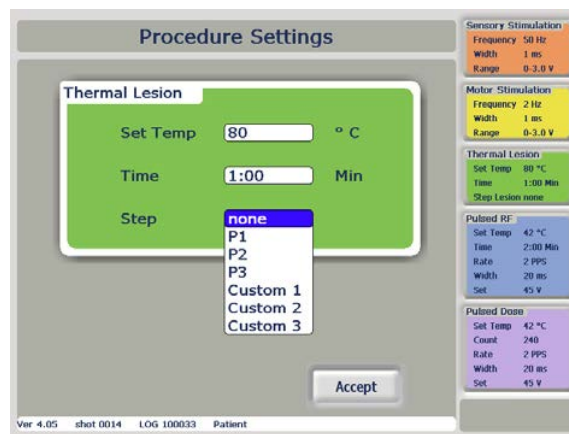 Procedure Settings
Thermal Lesion
Set Temp 80 ° C
Time 1:00 Min
Step none
P1
P2
P3
Custom 1
Custom 2
Custom 3
Accept
Ver 4.05 shot 0014 LOG 100033 Patient
Sensory Stimulation
Frequency 50 Hz
Width 1 ms
Range 0-3.0 V
Motor Stimulation
Frequency 2 Hz
Width 1 ms
Range 0-3.0 V
Thermal Lesion
Set Temp 80 °C
Time 1:00 Min
Step Lesion none
Pulsed RF
Set Temp 42 °C
Time 2:00 Min
Rate 2 PPS
Width 20 ms
Set 45 V
Pulsed Dose
Set Temp 42 °C
Count 240
Rate 2 PPS
Width 20 ms
Set 45 V